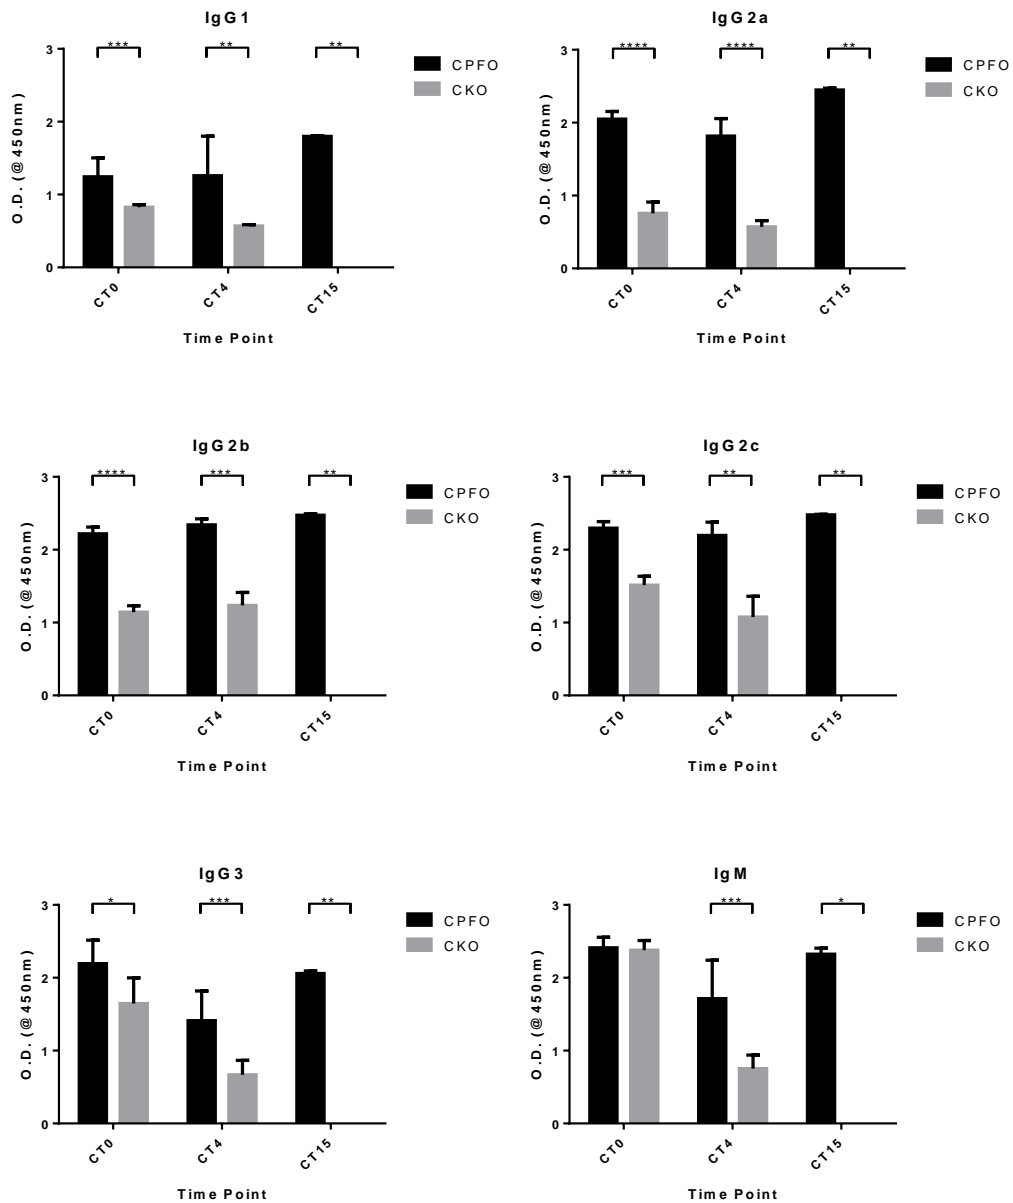 IgG1
3
2
1
0
O.D. (@450nm)
***
**
**
CPFO
CKO
CT0
CT4
CT15
Time Point
IgG2a
3
2
1
0
O.D. (@450nm)
****
****
**
CPFO
CKO
CT0
CT4
CT15
Time Point
IgG2b
3
2
1
0
O.D. (@450nm)
****
***
**
CPFO
CKO
CT0
CT4
CT15
Time Point
IgG2c
3
2
1
0
O.D. (@450nm)
***
**
**
CPFO
CKO
CT0
CT4
CT15
Time Point
IgG3
3
2
1
0
O.D. (@450nm)
*
***
**
CPFO
CKO
CT0
CT4
CT15
Time Point
IgM
3
2
1
0
O.D. (@450nm)
***
*
CPFO
CKO
CT0
CT4
CT15
Time Point